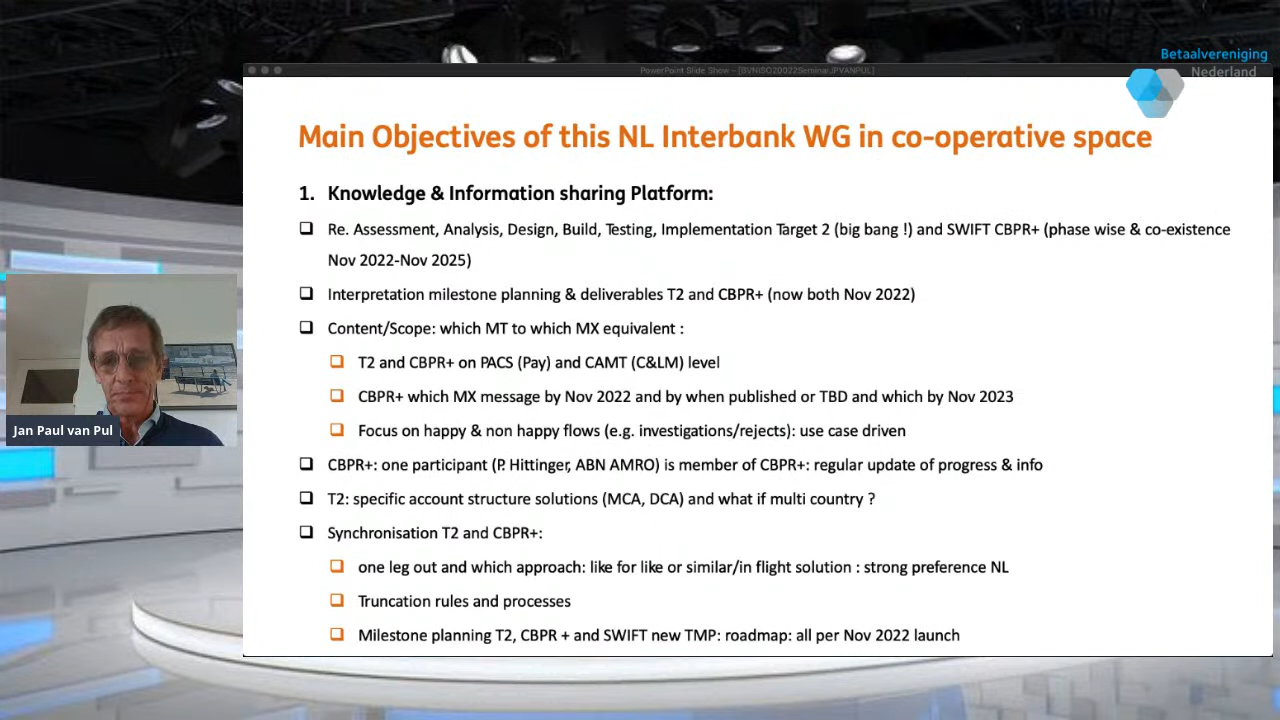 Betaalvereniging
Nederland
PowerPoint Slide Show - [BVNISO20022SeminarJPVANPUL]
Main Objectives of this NL Interbank WG in co-operative space
1. Knowledge & Information sharing Platform:
Re. Assessment, Analysis, Design, Build, Testing, Implementation Target 2 (big bang !) and SWIFT CBPR+ (phase wise & co-existence
Nov 2022-Nov 2025)
Interpretation milestone planning & deliverables T2 and CBPR+ (now both Nov 2022)
Content/Scope: which MT to which MX equivalent :
T2 and CBPR+ on PACS (Pay) and CAMT (C&LM) level
CBPR+ which MX message by Nov 2022 and by when published or TBD and which by Nov 2023
Focus on happy & non happy flows (e.g. investigations/rejects): use case driven
CBPR+: one participant (P. Hittinger, ABN AMRO) is member of CBPR+: regular update of progress & info
T2: specific account structure solutions (MCA, DCA) and what if multi country ?
Synchronisation T2 and CBPR+:
one leg out and which approach: like for like or similar/in flight solution : strong preference NL
Truncation rules and processes
Milestone planning T2, CBPR + and SWIFT new TMP: roadmap: all per Nov 2022 launch
Jan Paul van Pul